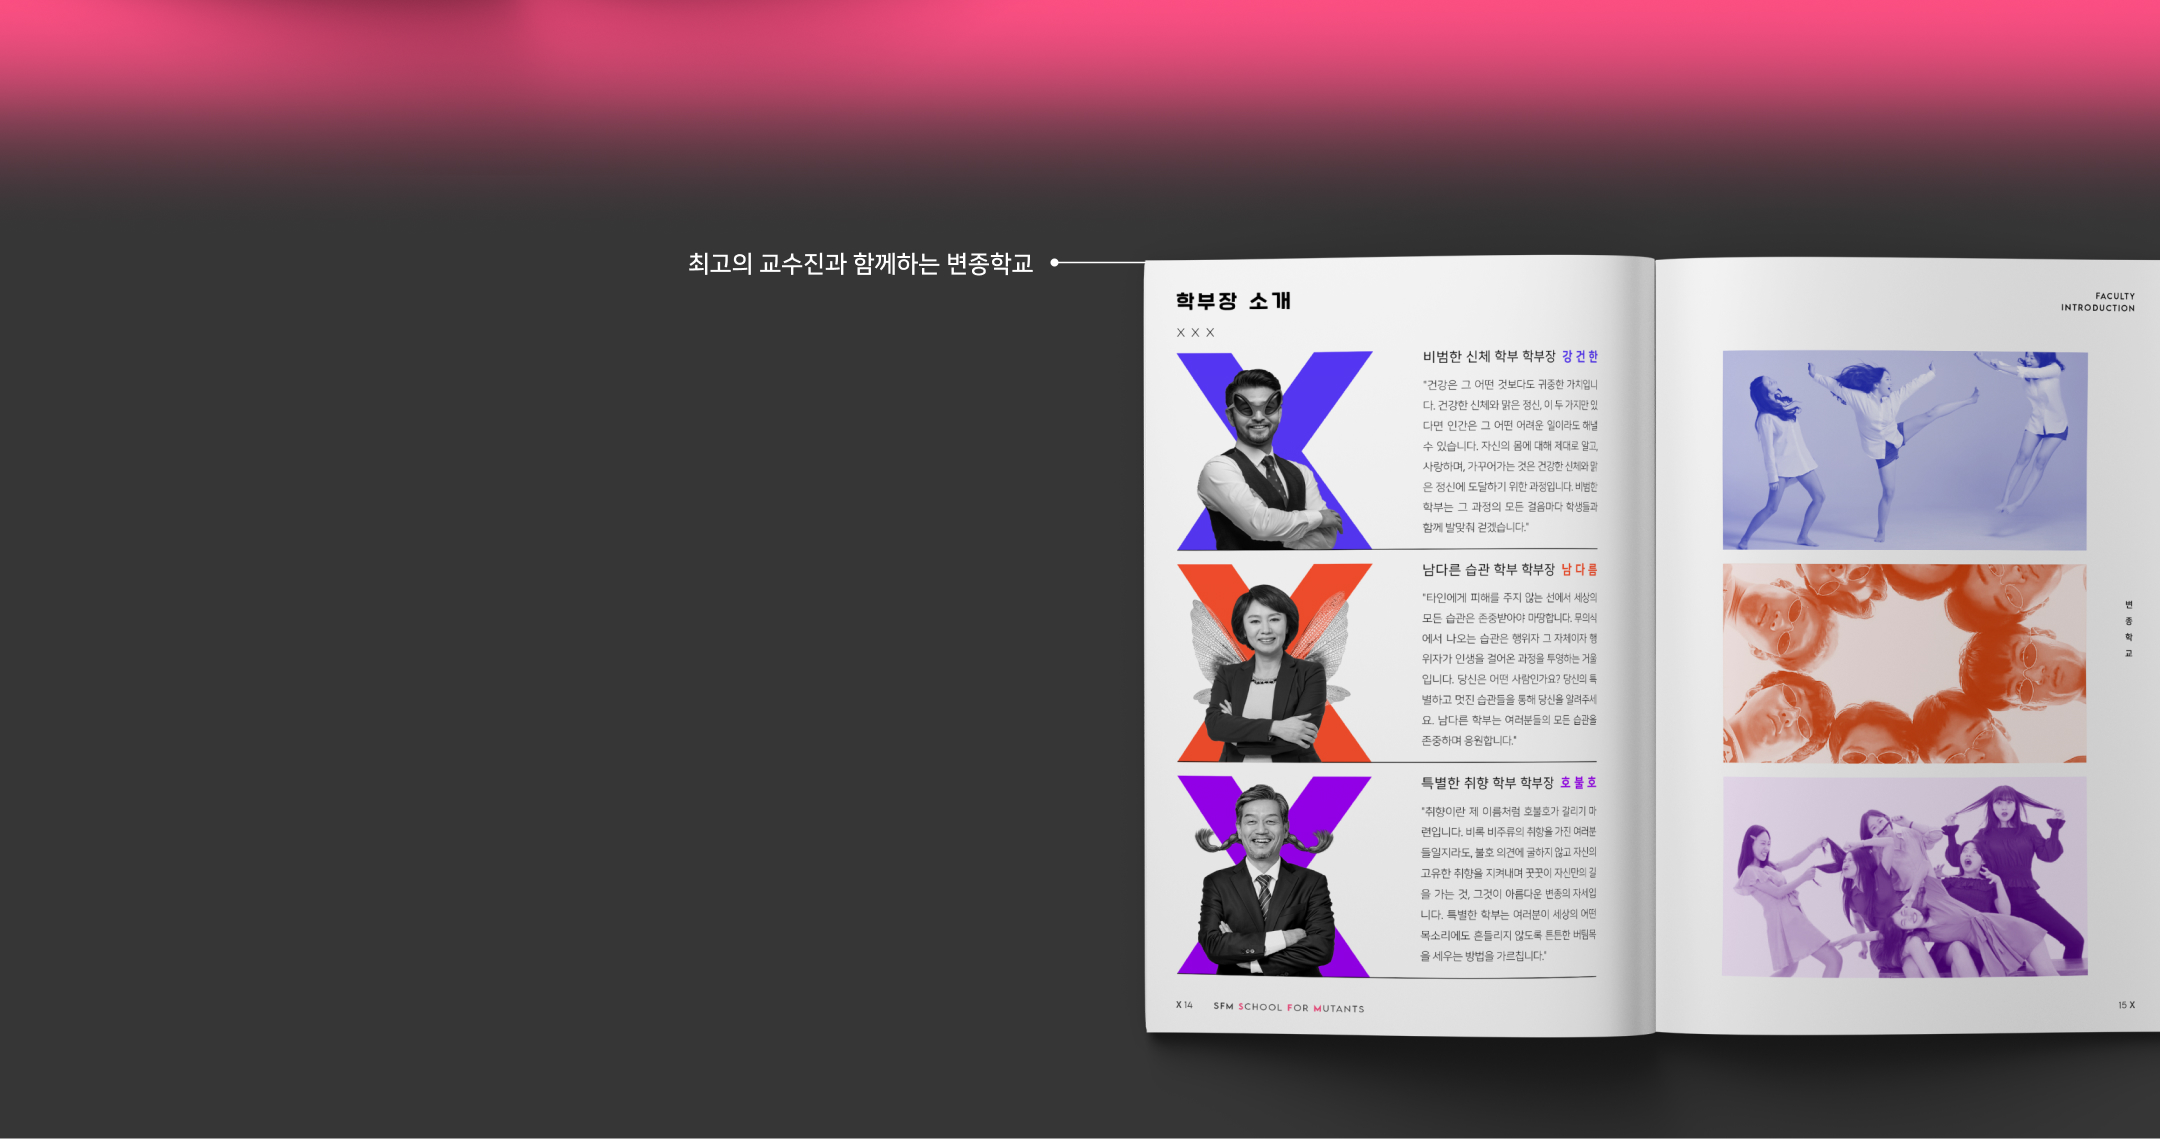 최고의 교수진과 함께하는 변종학교
학부장 소개
X X X
비범한 신체 학부 학부장 강건한
"건강은 그 어떤 것보다도 귀중한 가치입니
다. 건강한 신체와 맑은 정신, 이 두 가지만 있
다면 인간은 그 어떤 어려운 일이라도 해낼
수 있습니다. 자신의 몸에 대해 제대로 알고,
사랑하며, 가꾸어가는 것은 건강한 신체와 맑
은 정신에 도달하기 위한 과정입니다. 비범한
학부는 그 과정의 모든 걸음마다 학생들과
함께 발맞춰 걷겠습니다."
남다른 습관 학부 학부장 남다름
"타인에게 피해를 주지 않는 선에서 세상의
모든 습관은 존중받아야 마땅합니다. 무의식
에서 나오는 습관은 행위자 그 자체이자 행
위자가 인생을 걸어온 과정을 투영하는 거울
입니다. 당신은 어떤 사람인가요? 당신의 특
별하고 멋진 습관들을 통해 당신을 알려주세
요. 남다른 학부는 여러분들의 모든 습관을
존중하며 응원합니다."
특별한 취향 학부 학부장 호불호
"취향이란 제 이름처럼 호불호가 갈리기 마
련입니다. 비록 비주류의 취향을 가진 여러분
들일지라도, 불호 의견에 굴하지 않고 자신의
고유한 취향을 지켜내며 꿋꿋이 자신만의 길
을 가는 것, 그것이 아름다운 변종의 자세입
니다. 특별한 학부는 여러분이 세상의 어떤
목소리에도 흔들리지 않도록 튼튼한 버팀목
을 세우는 방법을 가르칩니다."
X 14 SFM SCHOOL FOR MUTANTS
FACULTY
INTRODUCTION
변
종
학
교
15 X